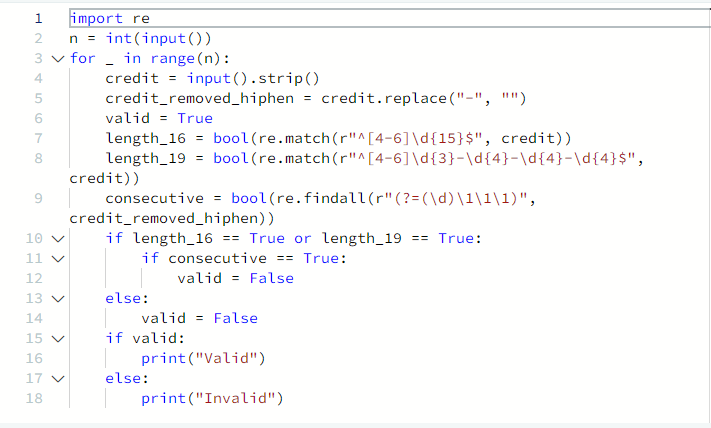 1 import re
2 n = int(input())
3 for _ in range(n):
4 credit = input().strip()
5 credit_removed_hiphen = credit.replace("-", "")
6 valid = True
7 length_16 = bool(re.match(r"^[4-6]\d{15}$", credit))
8 length_19 = bool(re.match(r"^[4-6]\d{3}-\d{4}-\d{4}-\d{4}$",
credit))
9 consecutive = bool(re.findall(r"(?=(\d)\1\1\1)",
credit_removed_hiphen))
10 if length_16 == True or length_19 == True:
11 if consecutive == True:
12 valid = False
13 else:
14 valid = False
15 if valid:
16 print("Valid")
17 else:
18 print("Invalid")